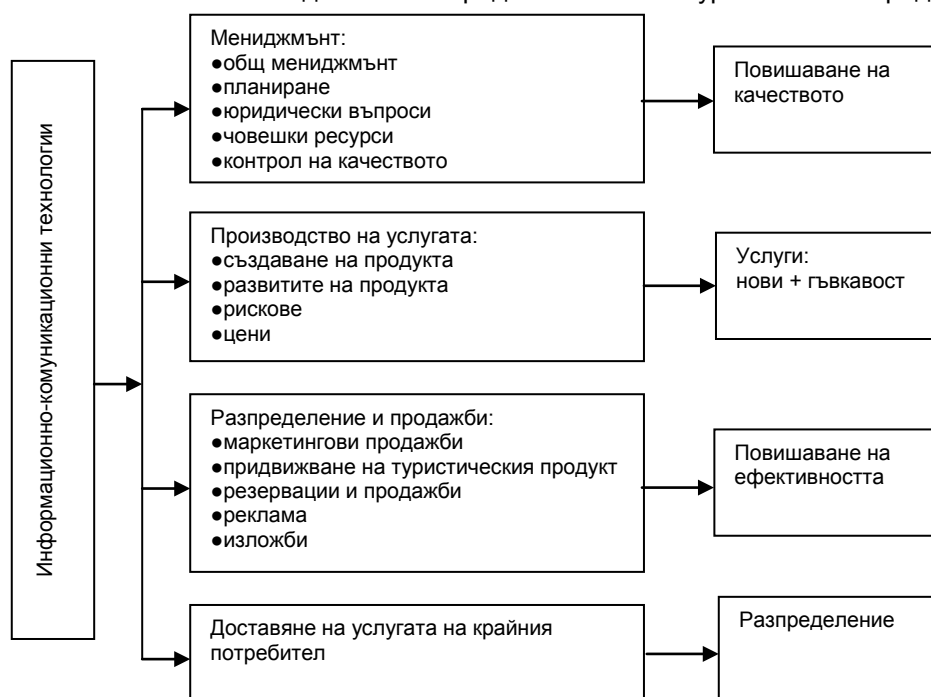 Информационно-комуникационни технологии
Мениджмънт:
●общ мениджмънт
●планиране
●юридически въпроси
●човешки ресурси
●контрол на качеството
Повишаване на
качеството
Производство на услугата:
●създаване на продукта
●развитите на продукта
●рискове
●цени
Услуги:
нови + гъвкавост
Разпределение и продажби:
●маркетингови продажби
●придвижване на туристическия продукт
●резервации и продажби
●реклама
●изложби
Повишаване на
ефективността
Доставяне на услугата на крайния
потребител
Разпределение